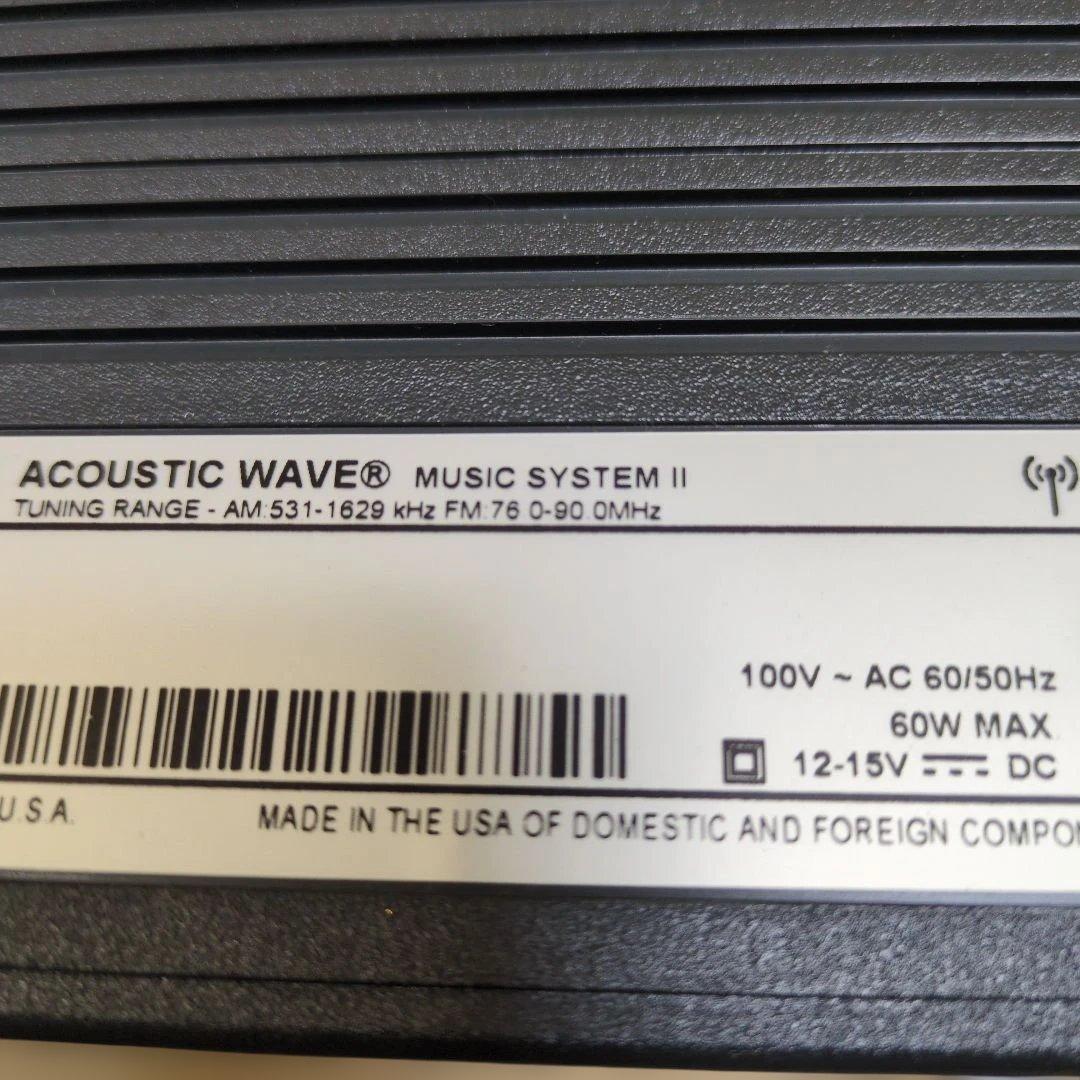 ACOUSTIC WAVE® MUSIC SYSTEM II
TUNING RANGE - AM:531-1629 kHz FM:76.0-90.0MHz
100V ~ AC 60/50Hz
60W MAX.
12-15V ⎓ DC
U.S.A.
MADE IN THE USA OF DOMESTIC AND FOREIGN COMPON